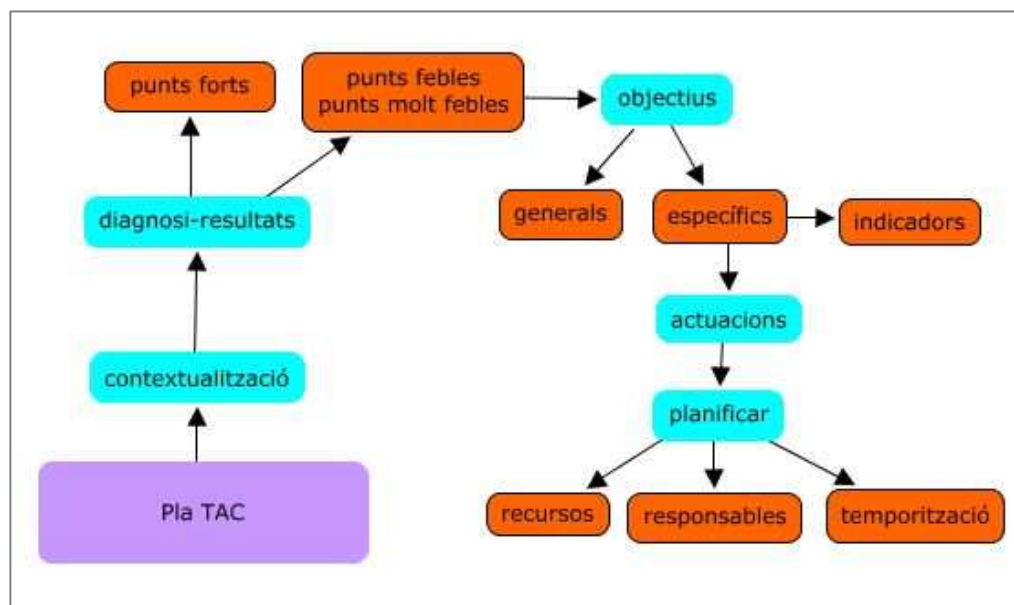 punts forts
punts febles
punts molt febles
objectius
diagnosi-resultats
generals
específics
indicadors
actuacions
contextualització
planificar
Pla TAC
recursos
responsables
temporització